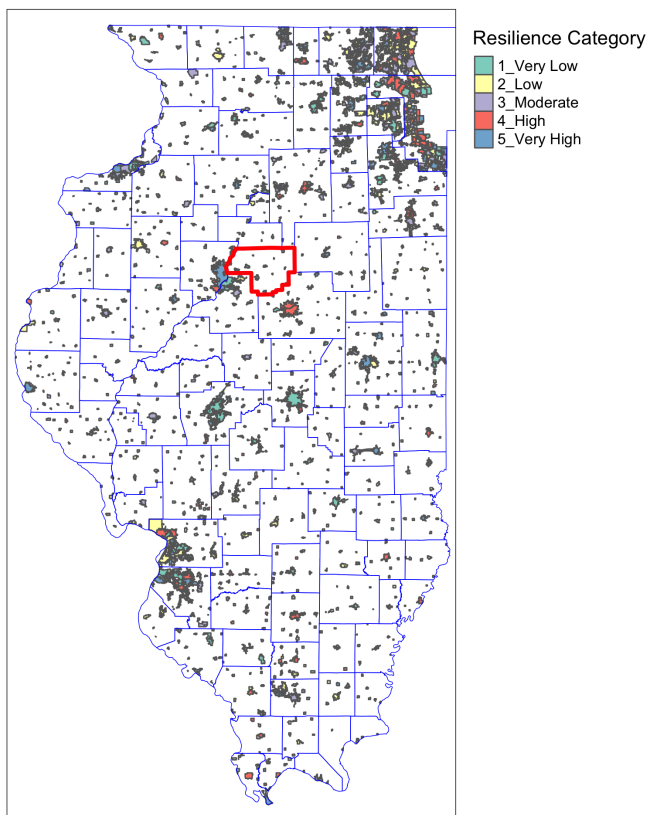 Resilience Category
1_Very Low
2_Low
3_Moderate
4_High
5_Very High